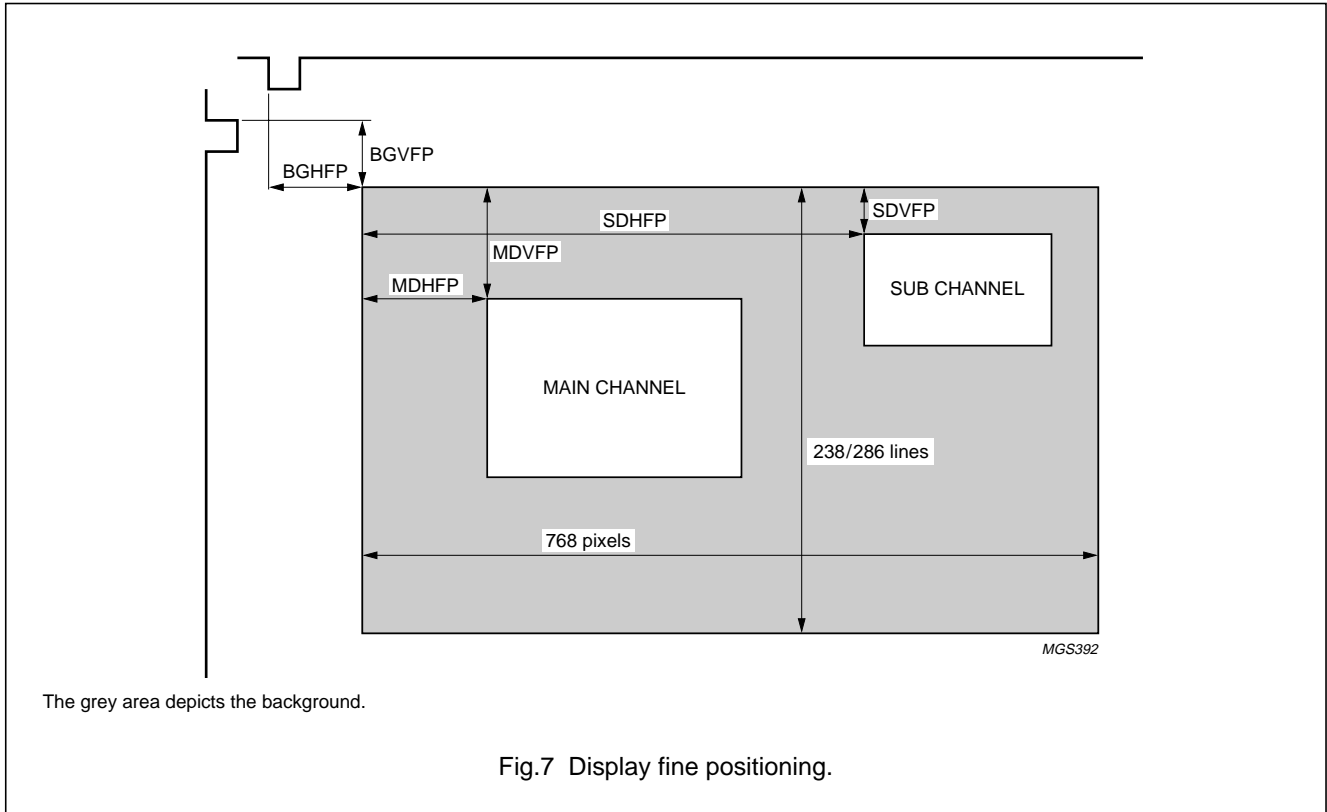 BGVFP
BGHFP
SDHFP
SDVFP
MDVFP
MDHFP
SUB CHANNEL
MAIN CHANNEL
238/286 lines
768 pixels
MGS392
The grey area depicts the background.
Fig.7 Display fine positioning.